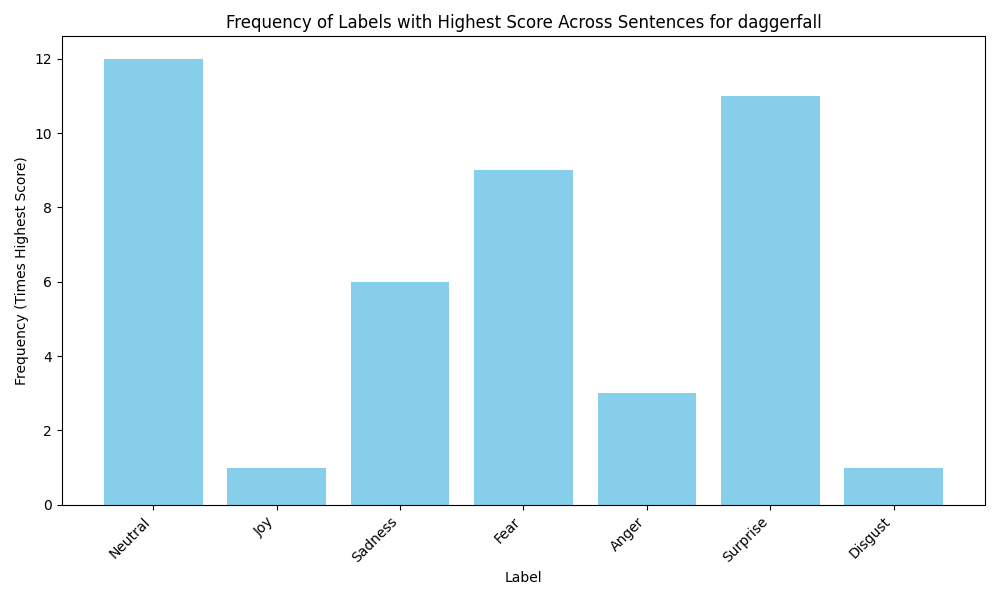 Frequency of Labels with Highest Score Across Sentences for daggerfall
Frequency (Times Highest Score)
12
10
8
6
4
2
0
Neutral
Joy
Sadness
Fear
Anger
Surprise
Disgust
Label